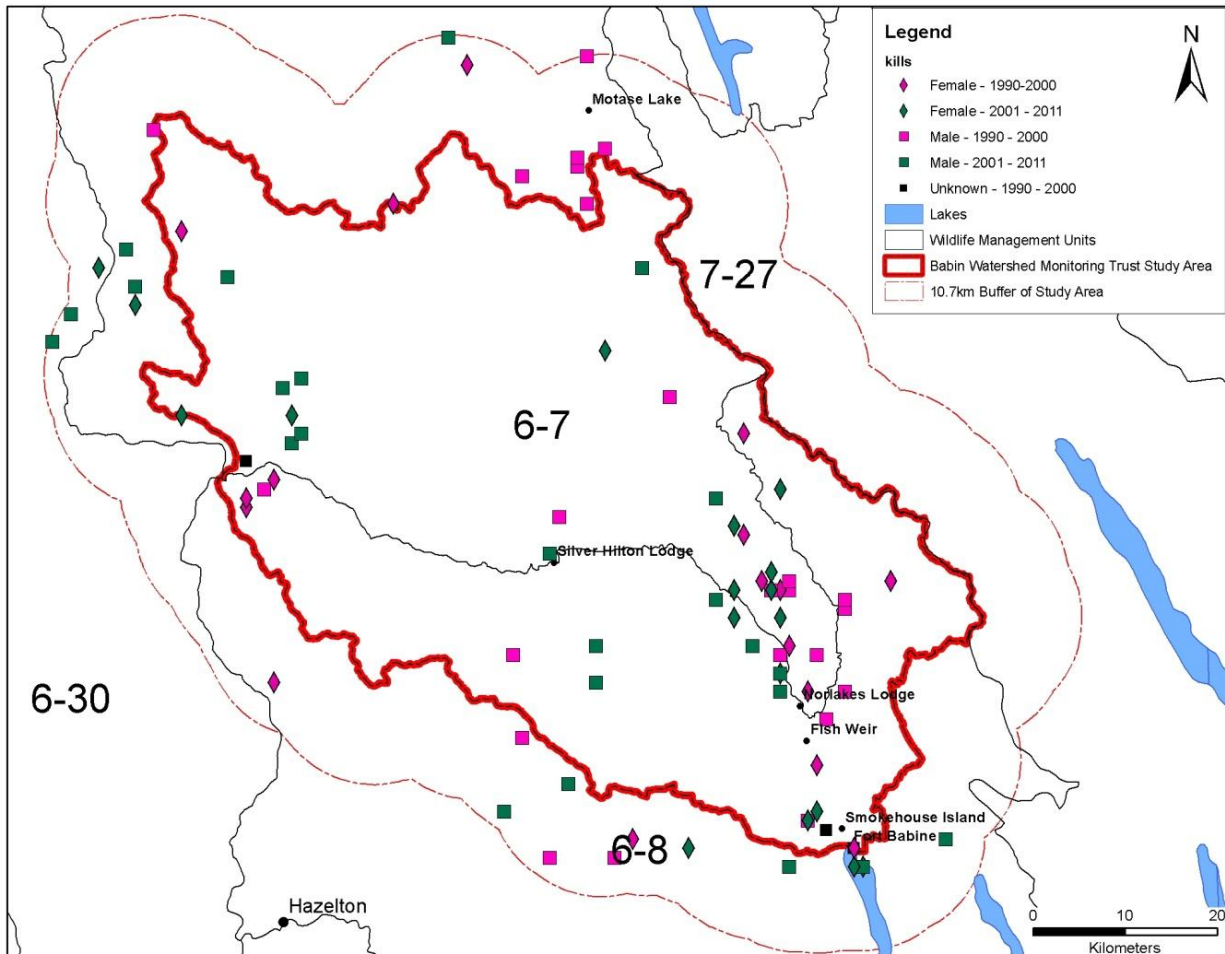 Legend
N
kills
Female - 1990-2000
Female - 2001 - 2011
Male - 1990 - 2000
Male - 2001 - 2011
Unknown - 1990 - 2000
Lakes
Wildlife Management Units
Babin Watershed Monitoring Trust Study Area
10.7km Buffer of Study Area
Motase Lake
7-27
6-7
Silver Hilton Lodge
6-30
Norlakes Lodge
Fish Weir
Smokehouse Island
Fort Babine
6-8
Hazelton
0 10 20
Kilometers